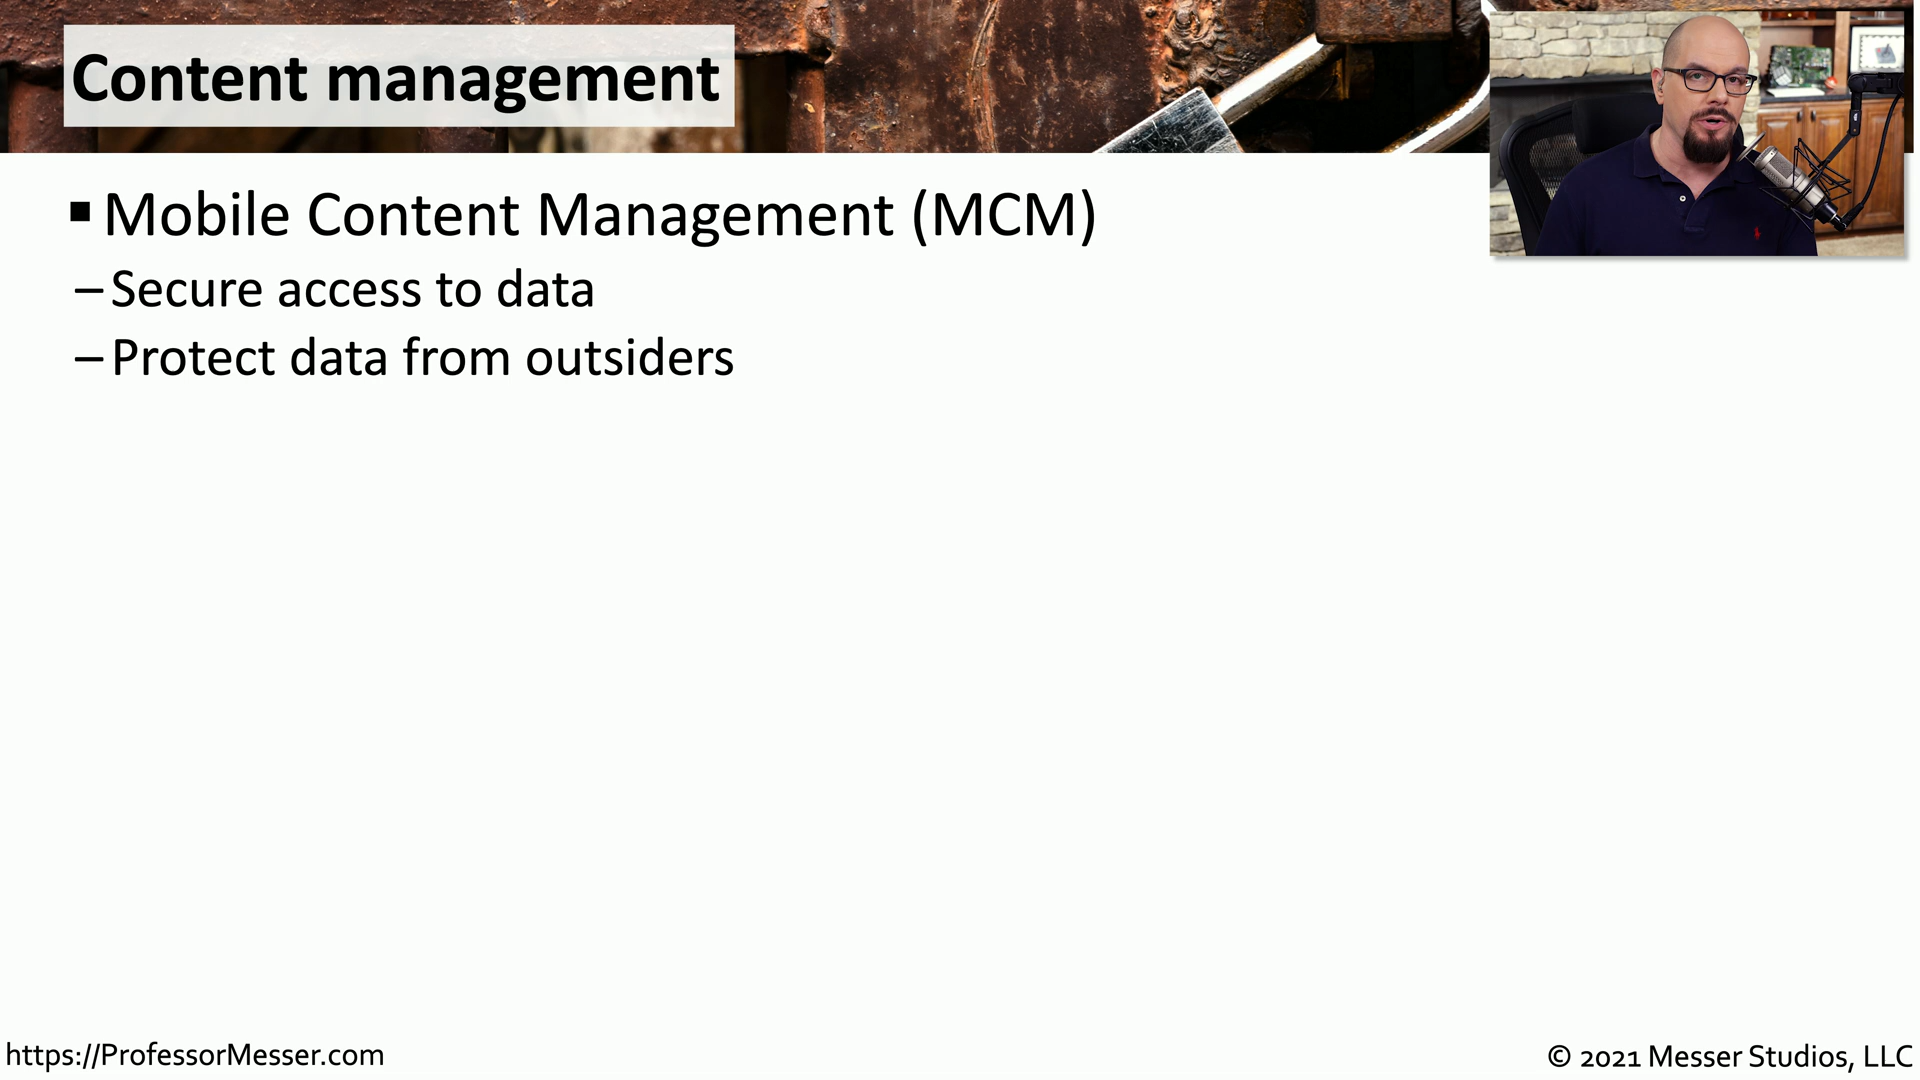 Content management
▪ Mobile Content Management (MCM)
– Secure access to data
– Protect data from outsiders
https://ProfessorMesser.com
© 2021 Messer Studios, LLC